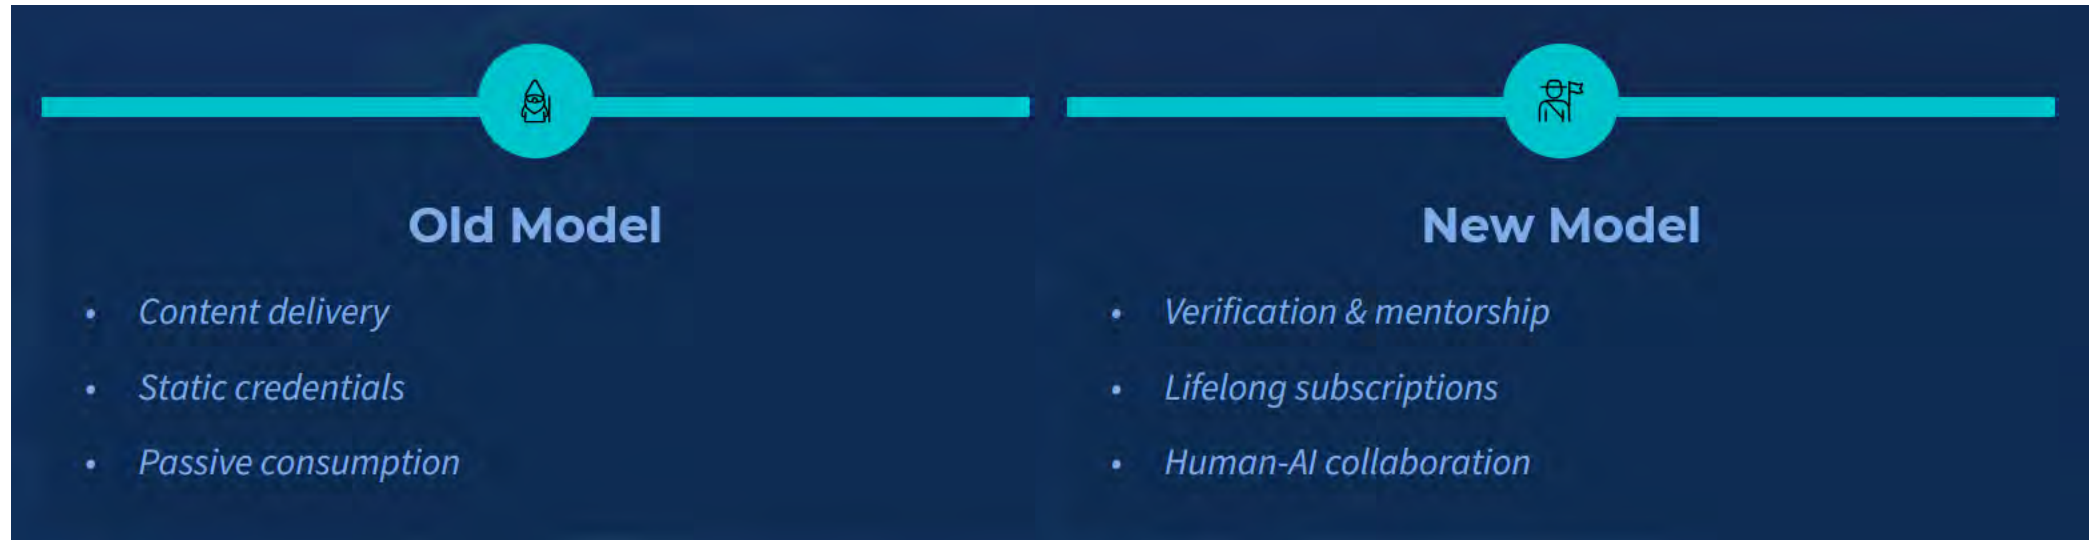 Old Model
• Content delivery
• Static credentials
• Passive consumption
New Model
• Verification & mentorship
• Lifelong subscriptions
• Human-AI collaboration